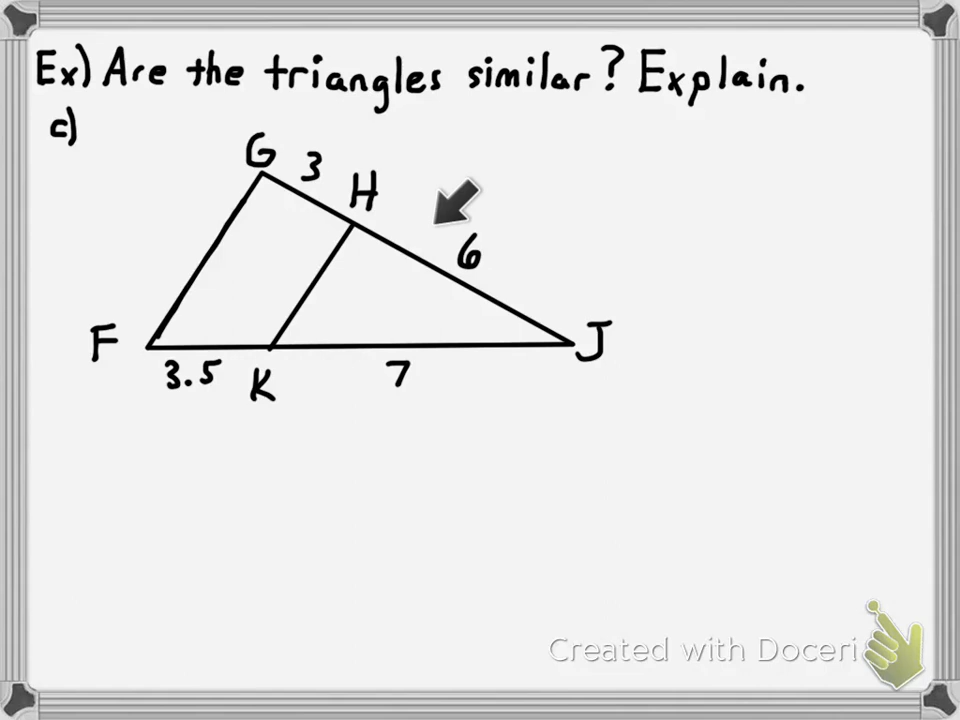 Ex) Are the triangles similar? Explain.
c)
G
3
H
6
F
J
3.5
K
7
Created with Doceri